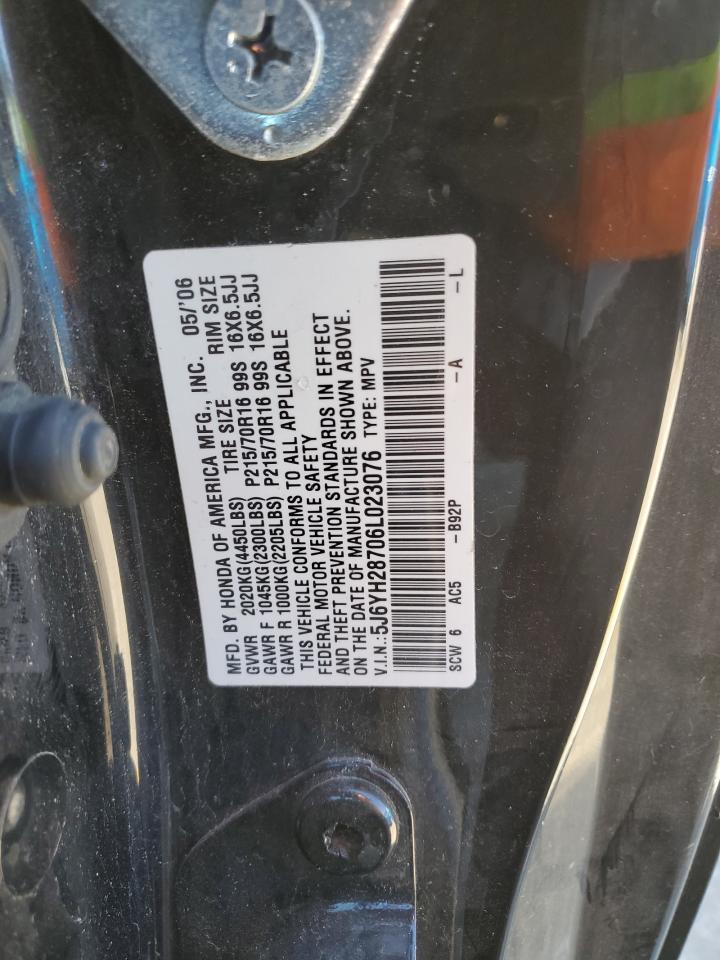 MFD. BY HONDA OF AMERICA MFG., INC. 05/'06
GVWR 2020KG(4450LBS) TIRE SIZE RIM SIZE
GAWR F 1045KG(2300LBS) P215/70R16 99S 16X6.5JJ
GAWR R 1000KG(2205LBS) P215/70R16 99S 16X6.5JJ
THIS VEHICLE CONFORMS TO ALL APPLICABLE
FEDERAL MOTOR VEHICLE SAFETY
AND THEFT PREVENTION STANDARDS IN EFFECT
ON THE DATE OF MANUFACTURE SHOWN ABOVE.
V.I.N.:5J6YH28706L023076 TYPE: MPV
SCW 6 AC5 -B92P -A -L